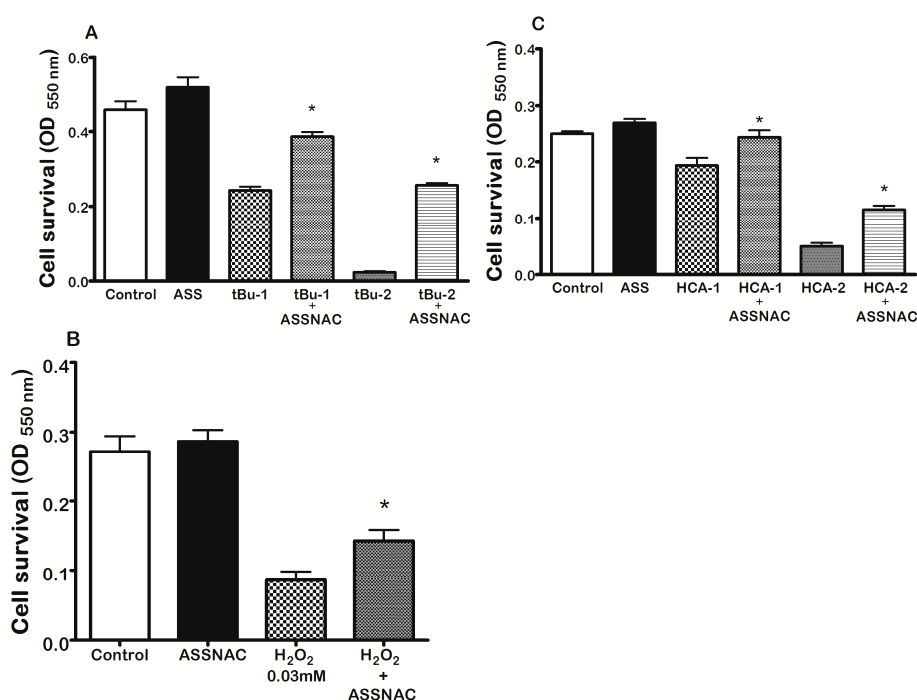 A
Cell survival (OD 550 nm)
0.6
0.4
0.2
0.0
Control ASS tBu-1 tBu-1 tBu-2 tBu-2
+ +
ASSNAC ASSNAC
C
Cell survival (OD 550 nm)
0.4
0.3
0.2
0.1
0.0
* *
* *
Control ASS HCA-1 HCA-1 HCA-2 HCA-2
+ +
ASSNAC ASSNAC
B
Cell survival (OD 550 nm)
0.4
0.3
0.2
0.1
0.0
*
Control ASSNAC H2O2 H2O2
0.03mM +
ASSNAC